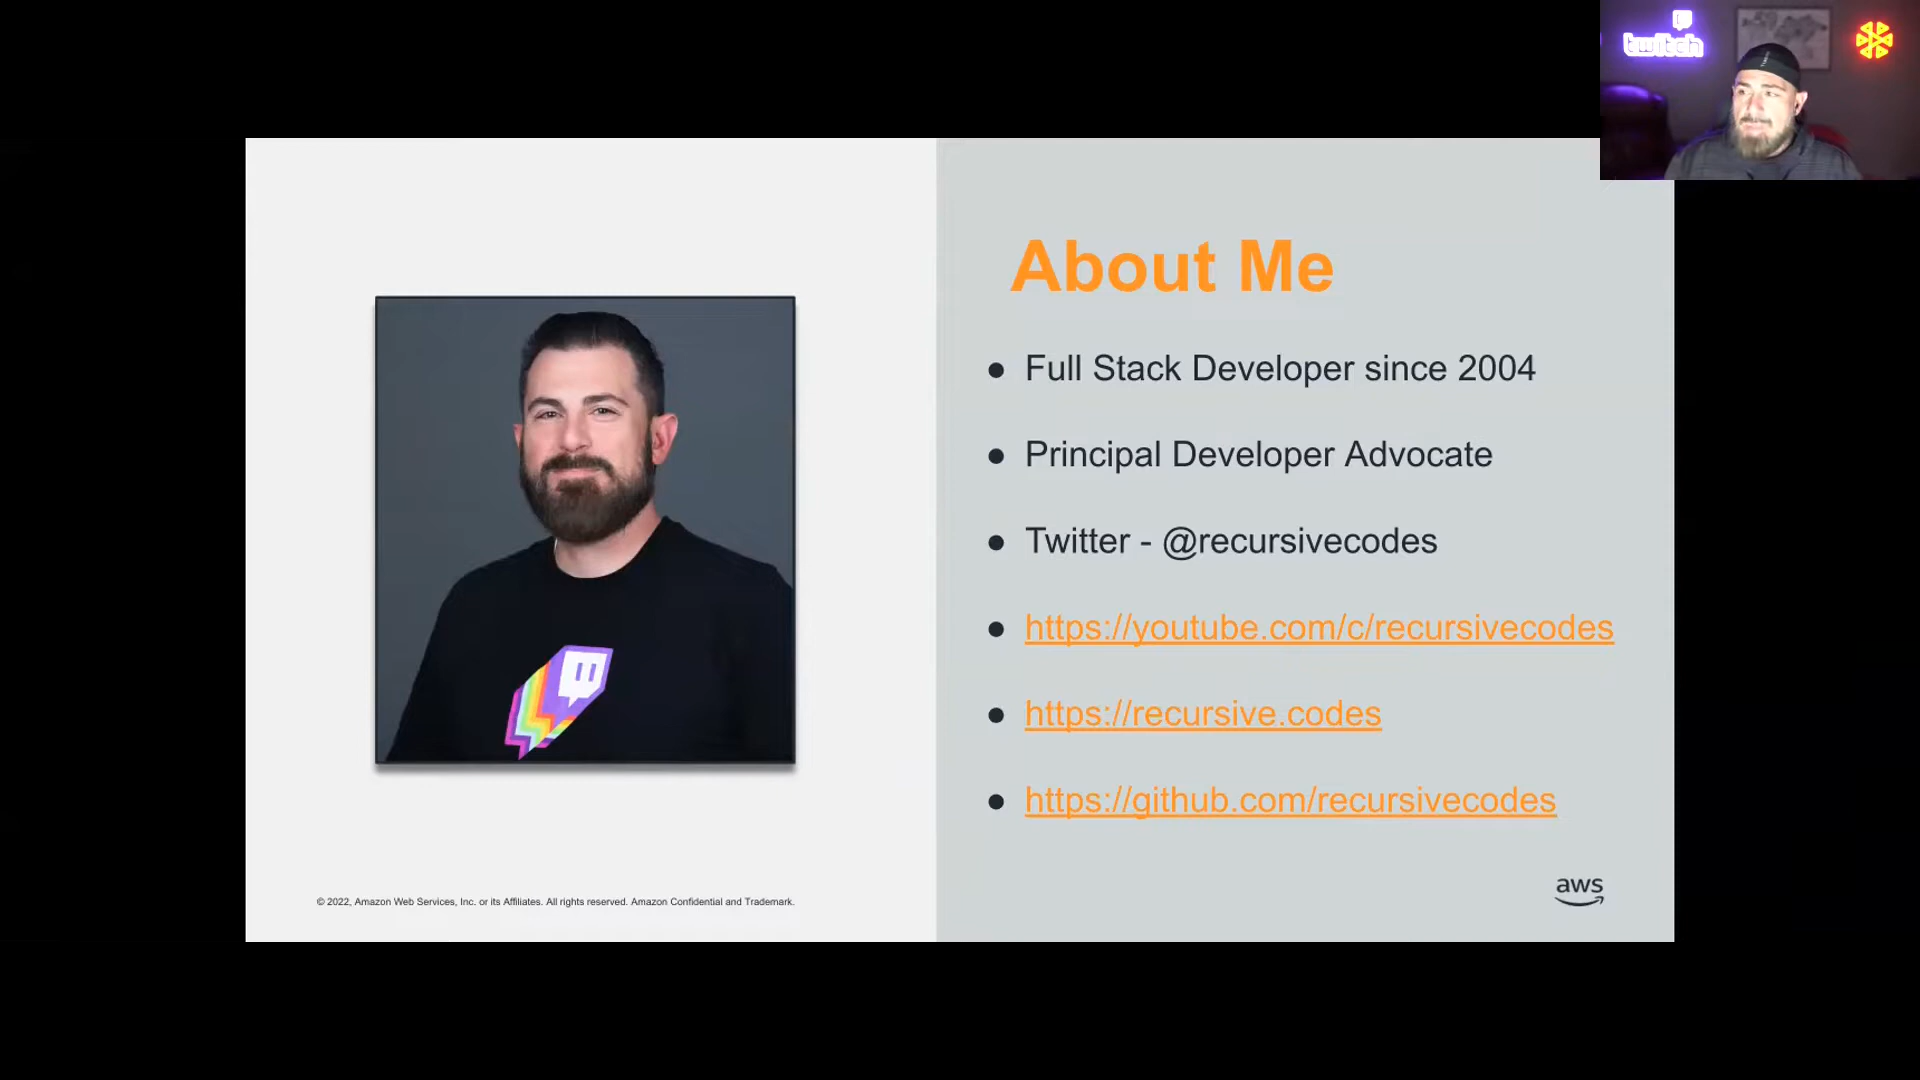 twitch
About Me
Full Stack Developer since 2004
Principal Developer Advocate
Twitter - @recursivecodes
https://youtube.com/c/recursivecodes
https://recursive.codes
https://github.com/recursivecodes
© 2022, Amazon Web Services, Inc. or its Affiliates. All rights reserved. Amazon Confidential and Trademark.
aws